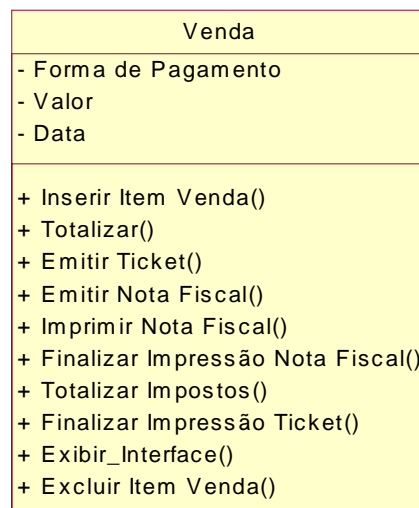 Venda
- Forma de Pagamento
- Valor
- Data
+ Inserir Item Venda()
+ Totalizar()
+ Emitir Ticket()
+ Emitir Nota Fiscal()
+ Imprimir Nota Fiscal()
+ Finalizar Impressão Nota Fiscal()
+ Totalizar Impostos()
+ Finalizar Impressão Ticket()
+ Exibir_Interface()
+ Excluir Item Venda()